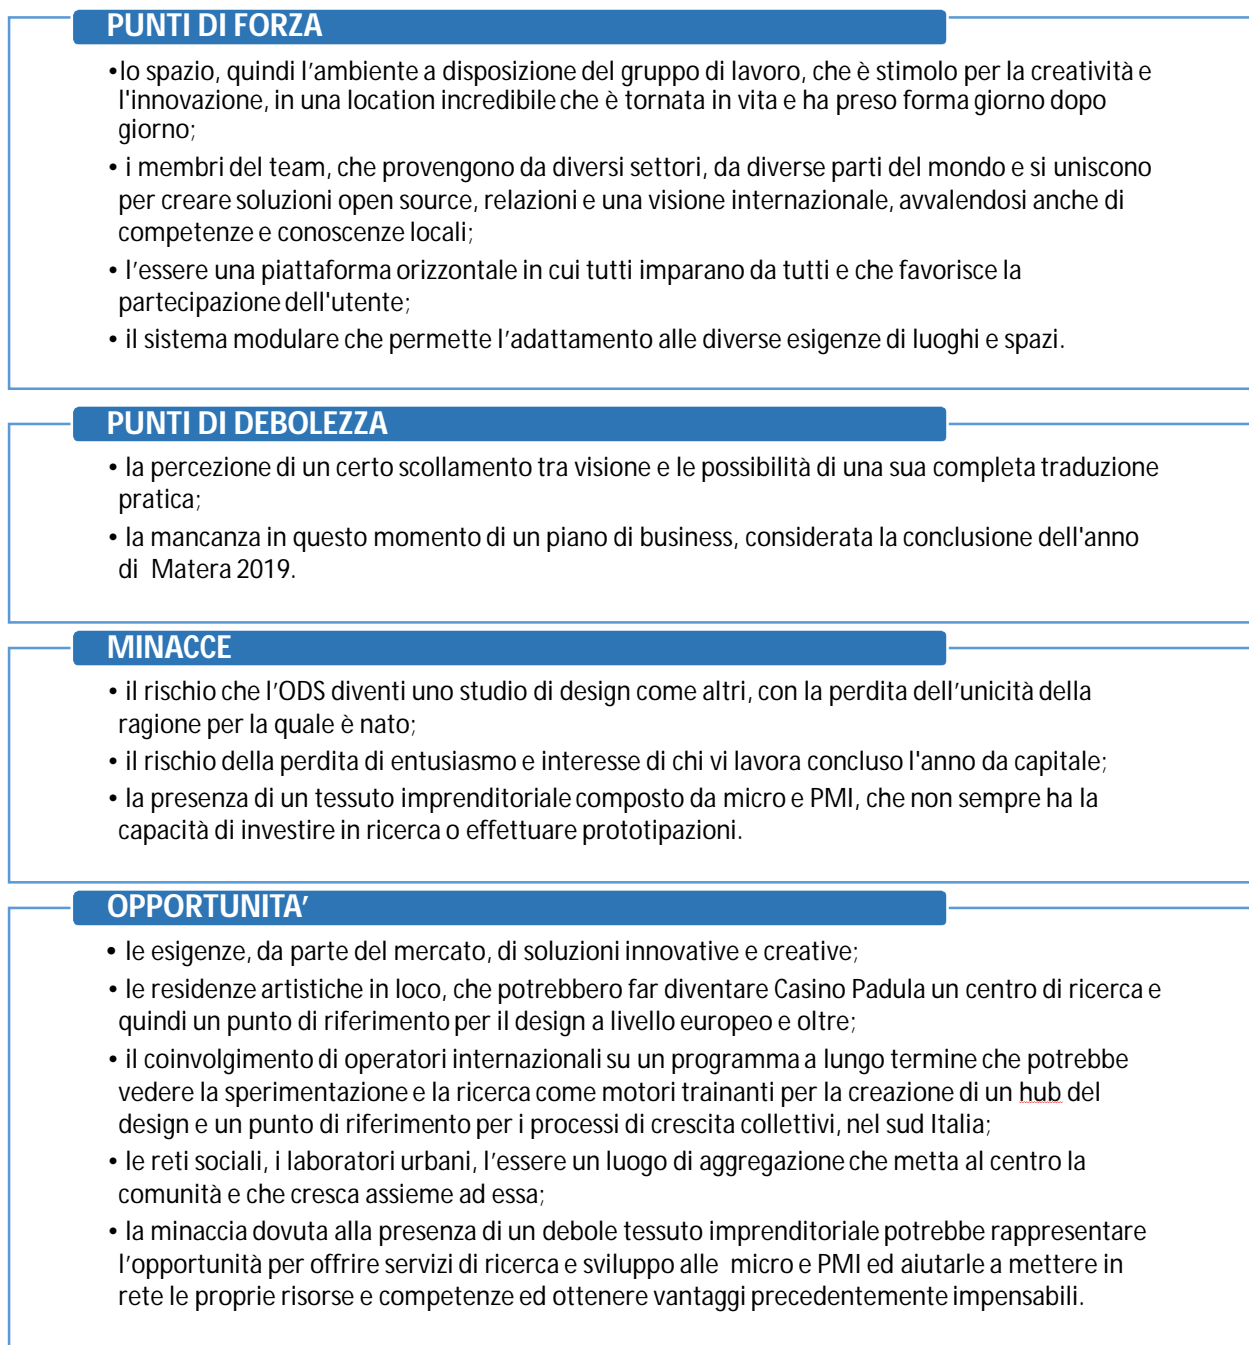 PUNTI DI FORZA
•lo spazio, quindi l’ambiente a disposizione del gruppo di lavoro, che è stimolo per la creatività e
l'innovazione, in una location incredibile che è tornata in vita e ha preso forma giorno dopo
giorno;
• i membri del team, che provengono da diversi settori, da diverse parti del mondo e si uniscono
per creare soluzioni open source, relazioni e una visione internazionale, avvalendosi anche di
competenze e conoscenze locali;
• l’essere una piattaforma orizzontale in cui tutti imparano da tutti e che favorisce la
partecipazione dell'utente;
• il sistema modulare che permette l’adattamento alle diverse esigenze di luoghi e spazi.
PUNTI DI DEBOLEZZA
• la percezione di un certo scollamento tra visione e le possibilità di una sua completa traduzione
pratica;
• la mancanza in questo momento di un piano di business, considerata la conclusione dell'anno
di Matera 2019.
MINACCE
• il rischio che l’ODS diventi uno studio di design come altri, con la perdita dell’unicità della
ragione per la quale è nato;
• il rischio della perdita di entusiasmo e interesse di chi vi lavora concluso l'anno da capitale;
• la presenza di un tessuto imprenditoriale composto da micro e PMI, che non sempre ha la
capacità di investire in ricerca o effettuare prototipazioni.
OPPORTUNITA’
• le esigenze, da parte del mercato, di soluzioni innovative e creative;
• le residenze artistiche in loco, che potrebbero far diventare Casino Padula un centro di ricerca e
quindi un punto di riferimento per il design a livello europeo e oltre;
• il coinvolgimento di operatori internazionali su un programma a lungo termine che potrebbe
vedere la sperimentazione e la ricerca come motori trainanti per la creazione di un hub del
design e un punto di riferimento per i processi di crescita collettivi, nel sud Italia;
• le reti sociali, i laboratori urbani, l’essere un luogo di aggregazione che metta al centro la
comunità e che cresca assieme ad essa;
• la minaccia dovuta alla presenza di un debole tessuto imprenditoriale potrebbe rappresentare
l’opportunità per offrire servizi di ricerca e sviluppo alle micro e PMI ed aiutarle a mettere in
rete le proprie risorse e competenze ed ottenere vantaggi precedentemente impensabili.